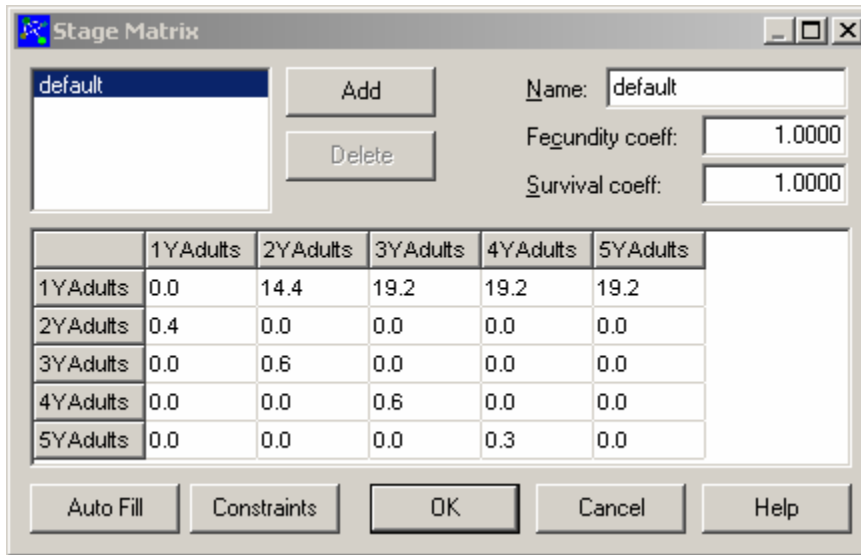 Stage Matrix
default
Add
Delete
Name: default
Fecundity coeff: 1.0000
Survival coeff: 1.0000
1YAdults 2YAdults 3YAdults 4YAdults 5YAdults
1YAdults 0.0 14.4 19.2 19.2 19.2
2YAdults 0.4 0.0 0.0 0.0 0.0
3YAdults 0.0 0.6 0.0 0.0 0.0
4YAdults 0.0 0.0 0.6 0.0 0.0
5YAdults 0.0 0.0 0.0 0.3 0.0
Auto Fill Constraints OK Cancel Help